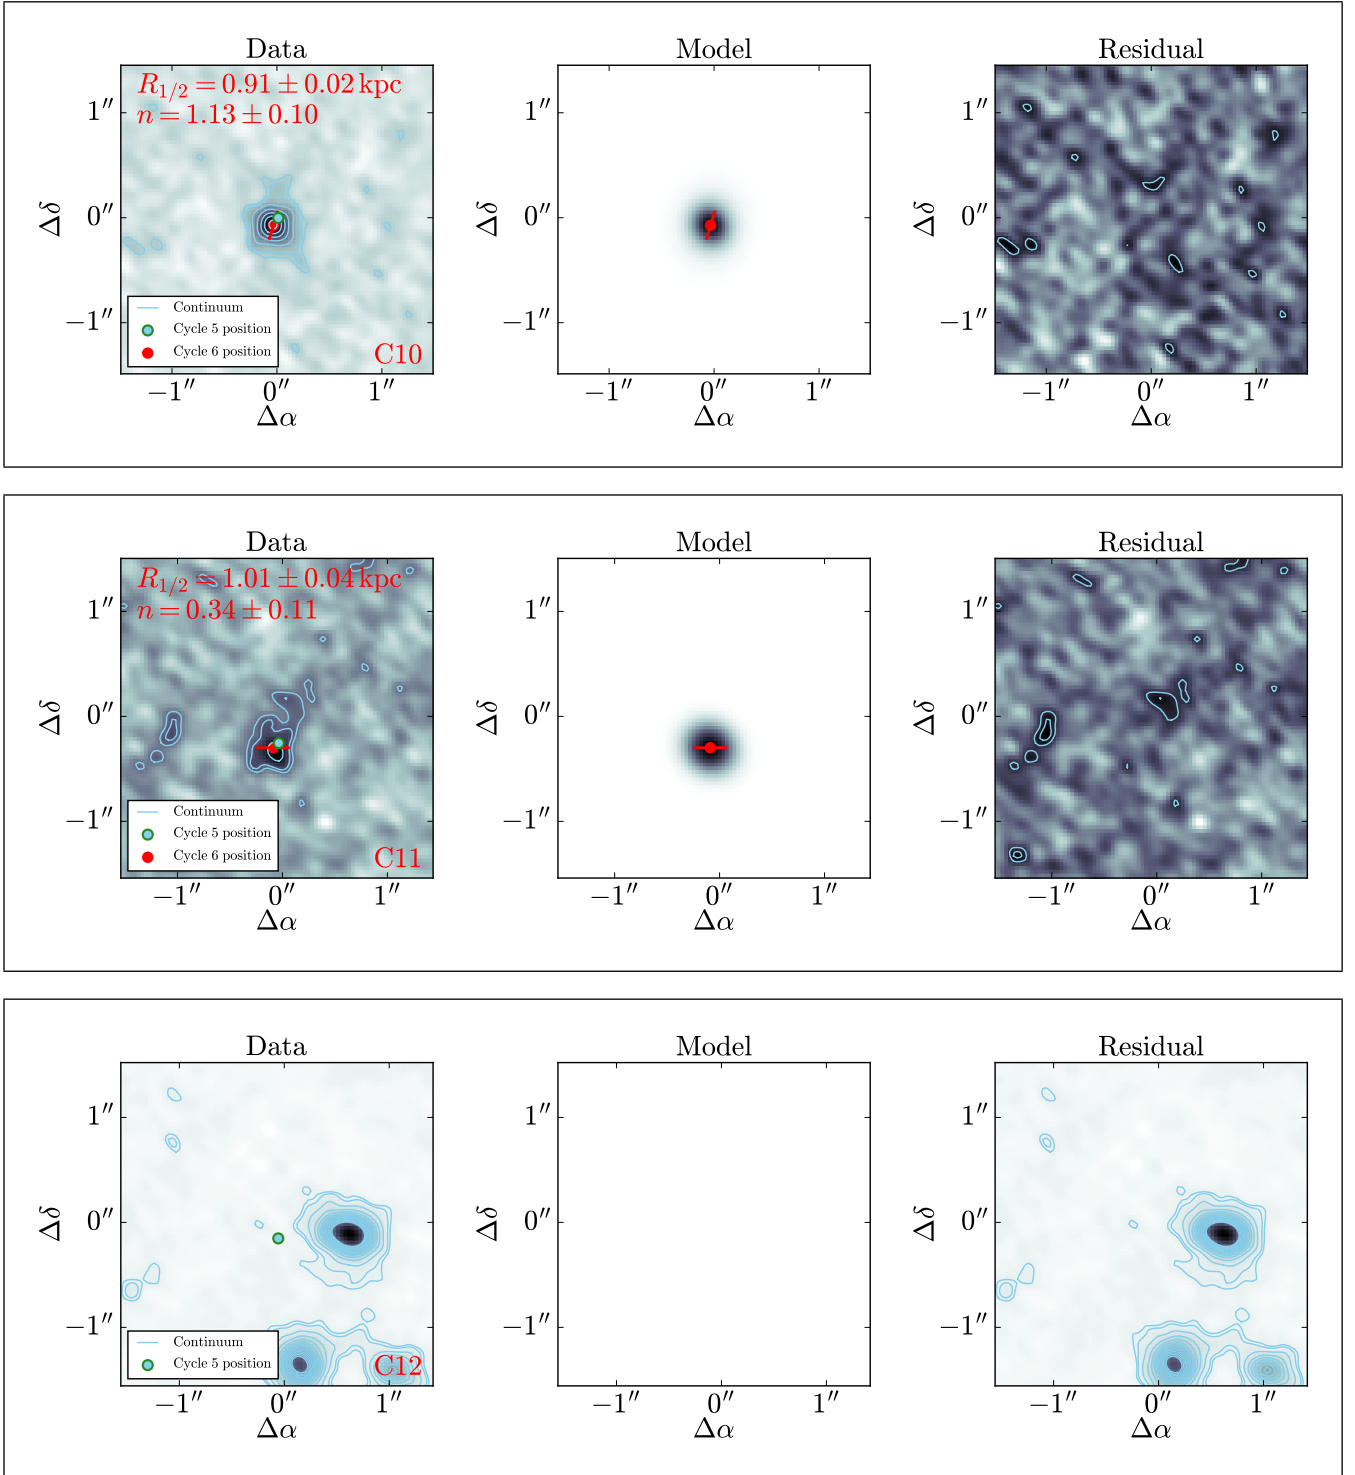 Data Model Residual
R1/2 = 0.91 ± 0.02 kpc
n = 1.13 ± 0.10
1″ 1″ 1″
Δδ 0″ Δδ 0″ Δδ 0″
Continuum
Cycle 5 position
Cycle 6 position
−1″ −1″ −1″
C10
−1″ 0″ 1″ −1″ 0″ 1″ −1″ 0″ 1″
Δα Δα Δα
Data Model Residual
R1/2 = 1.01 ± 0.04 kpc
n = 0.34 ± 0.11
1″ 1″ 1″
Δδ 0″ Δδ 0″ Δδ 0″
Continuum
−1″ −1″ −1″
Cycle 5 position
Cycle 6 position
C11
−1″ 0″ 1″ −1″ 0″ 1″ −1″ 0″ 1″
Δα Δα Δα
Data Model Residual
1″ 1″ 1″
Δδ 0″ Δδ 0″ Δδ 0″
−1″ −1″ −1″
Continuum
Cycle 5 position
C12
−1″ 0″ 1″ −1″ 0″ 1″ −1″ 0″ 1″
Δα Δα Δα